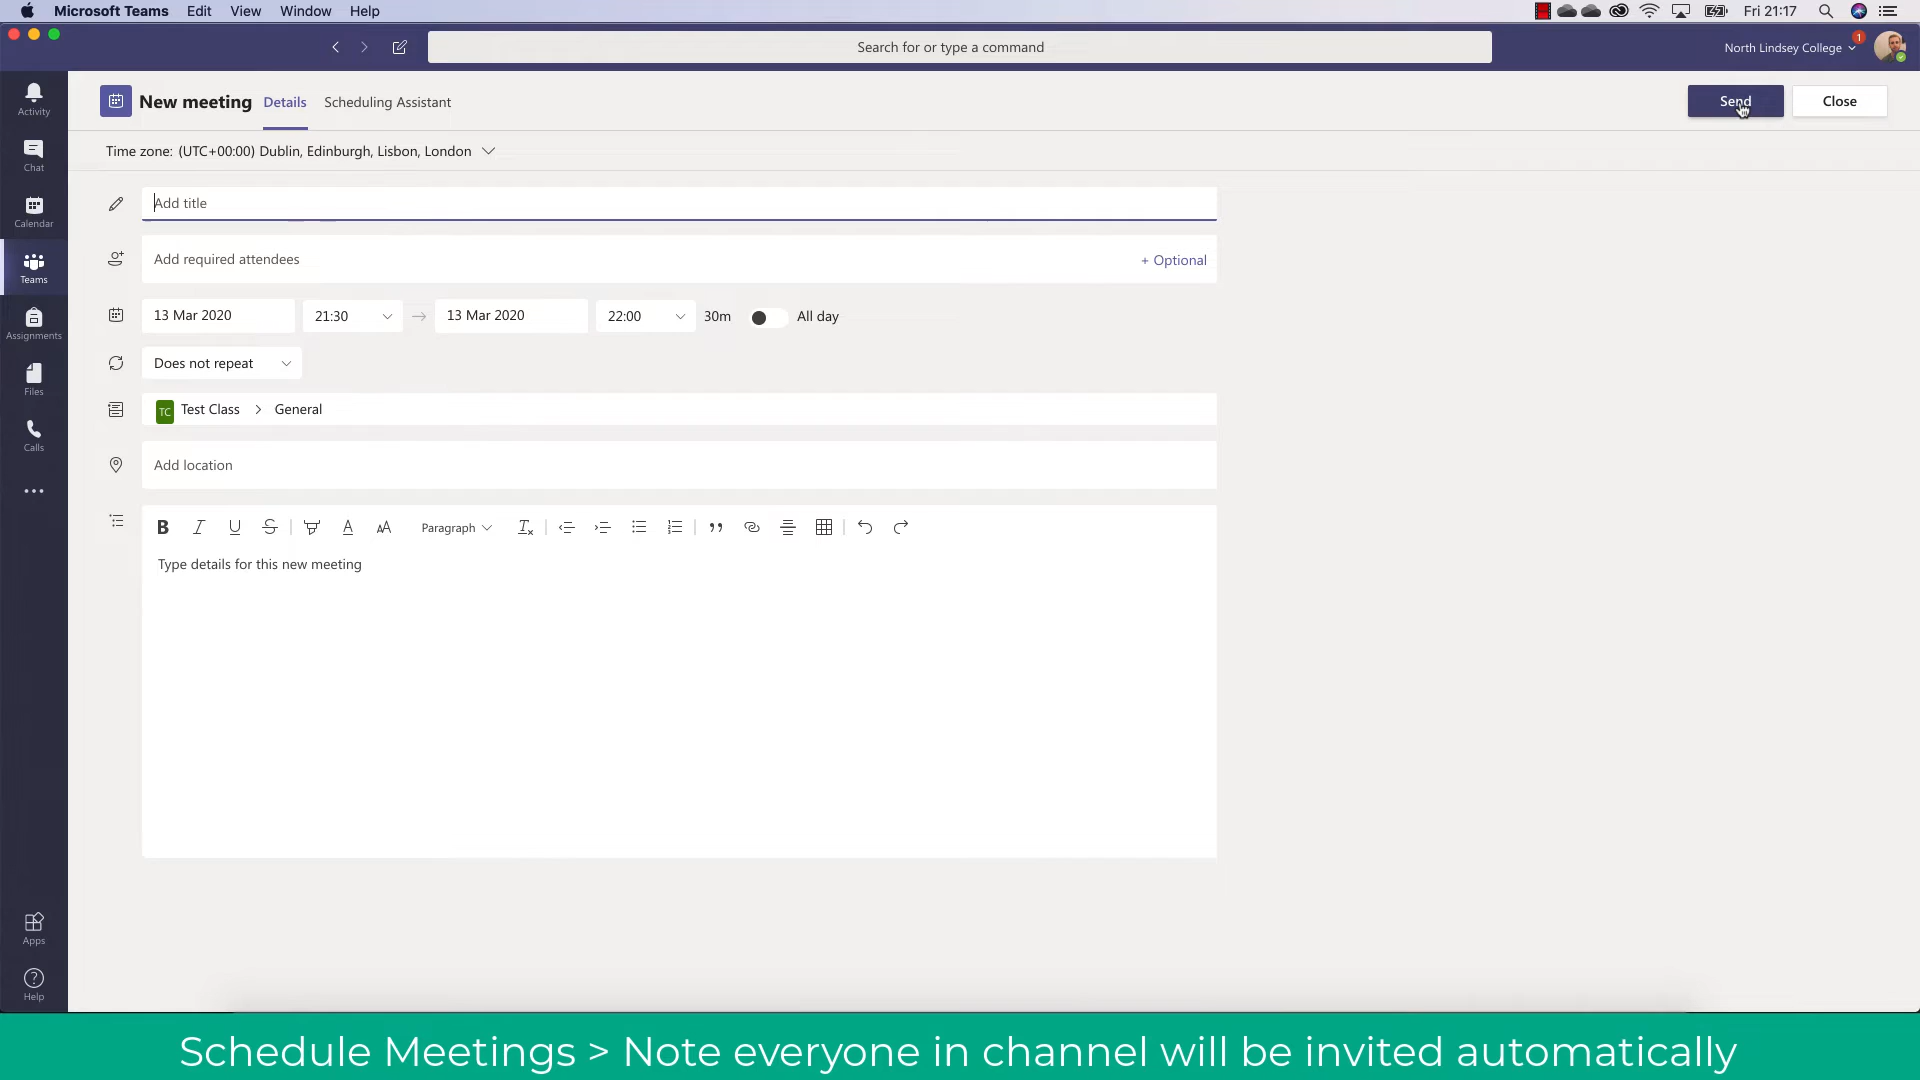 Microsoft Teams Edit View Window Help Fri 21:17
Search for or type a command North Lindsey College 1
Activity
Chat
Calendar
Teams
Assignments
Files
Calls
Apps
Help
New meeting Details Scheduling Assistant Send Close
Time zone: (UTC+00:00) Dublin, Edinburgh, Lisbon, London
Add title
Add required attendees + Optional
13 Mar 2020 21:30 → 13 Mar 2020 22:00 30m All day
Does not repeat
TC Test Class > General
Add location
B I U S A AA Paragraph Tx
Type details for this new meeting
Schedule Meetings > Note everyone in channel will be invited automatically